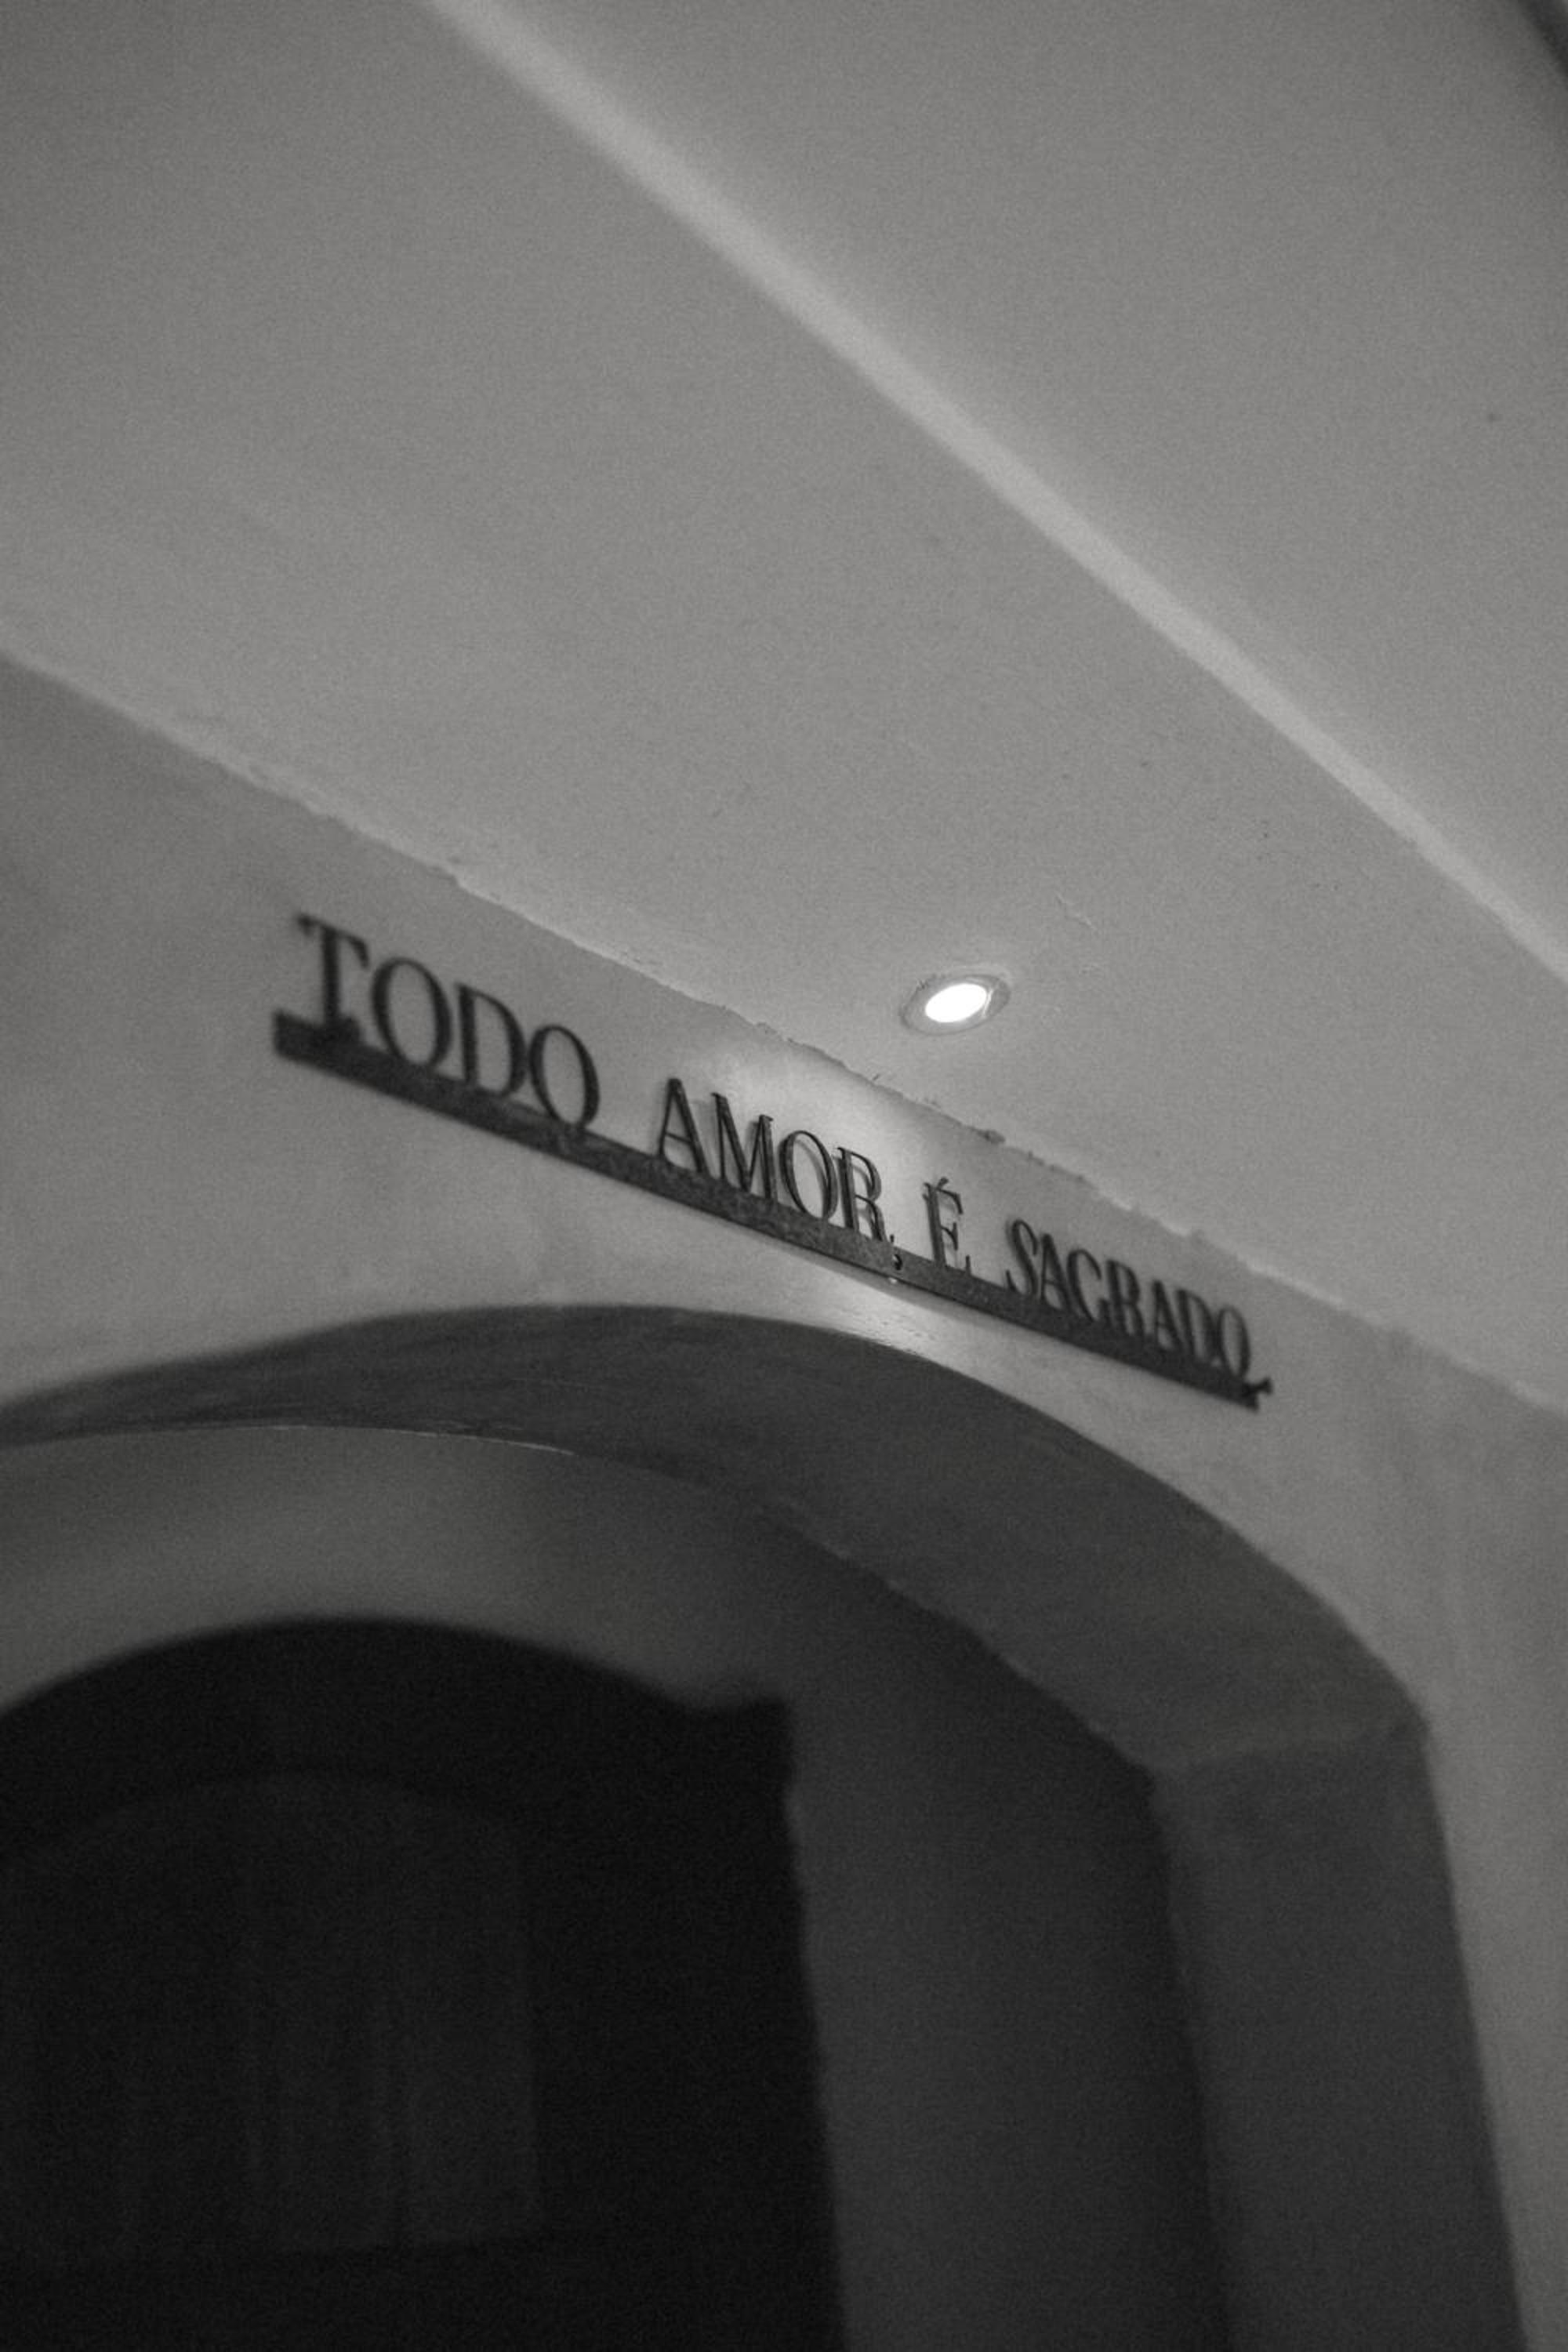 TODO AMOR É SAGRADO